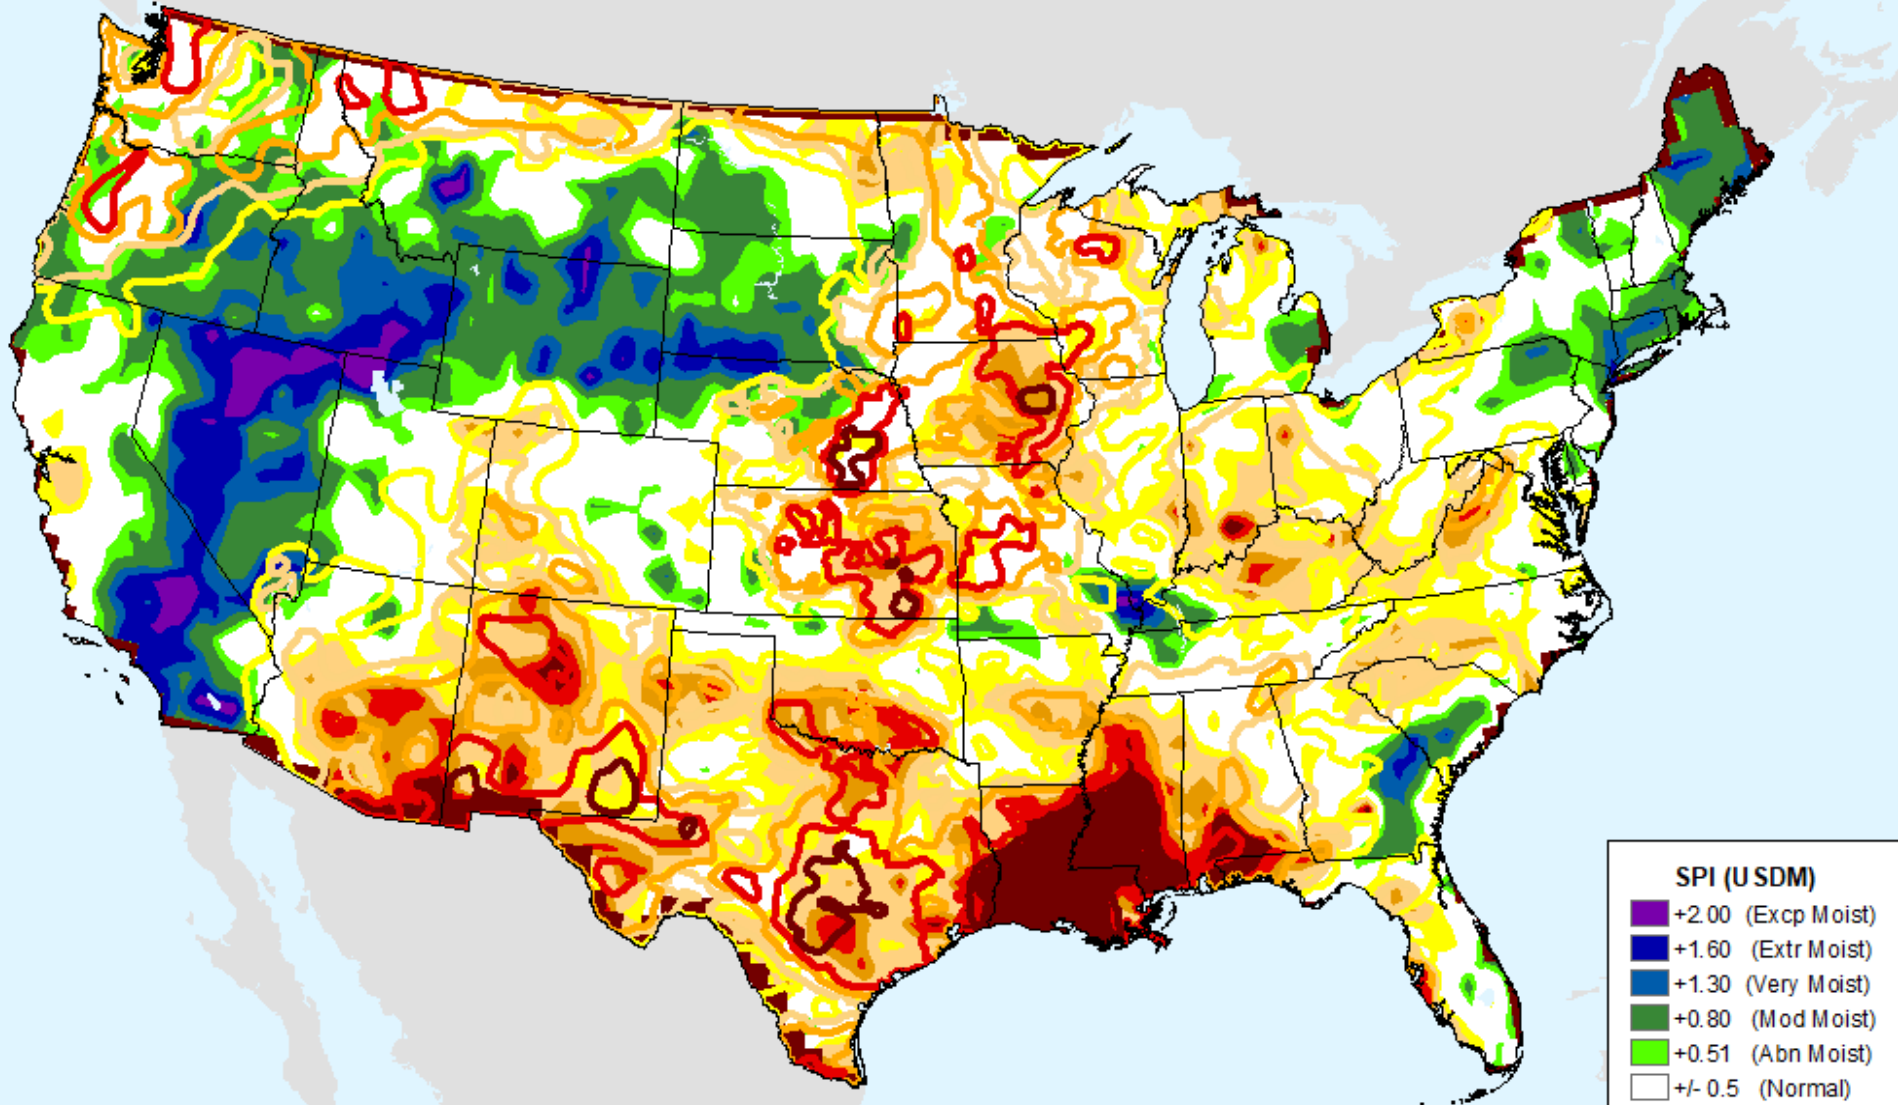 SPI (USDM)
+2.00 (Excp Moist)
+1.60 (Extr Moist)
+1.30 (Very Moist)
+0.80 (Mod Moist)
+0.51 (Abn Moist)
+/- 0.5 (Normal)